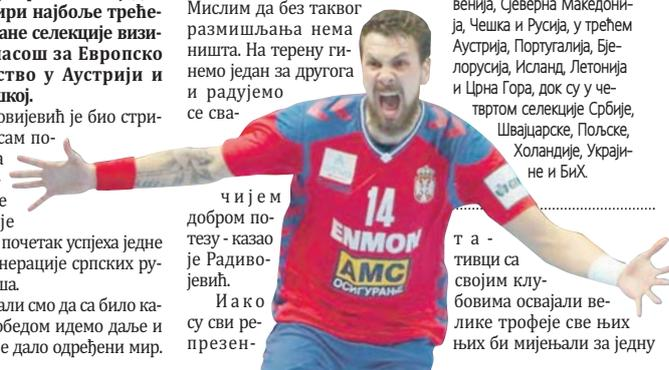 ири најбоље треће-
ане селекције визи-
пасош за Европско
ство у Аустрији и
шкој.
овијевић је био стри-
сам по-
а
е
је
почетак успјеха једне
нерације српских ру-
ша.
али смо да са било ка-
обедом идемо даље и
е дало одређени мир.
Мислим да без таквог
размишљања нема
ништа. На терену ги-
немо један за другога
и радујемо
се сва-
чијем
добром по-
тезу - казао
је Радиво-
јевић.
Иако
су сви ре-
презен-
венија, Сјеверна Македони-
ја, Чешка и Русија, у трећем
Аустрија, Португалија, Бје-
лорусија, Исланд, Летонија
и Црна Гора, док су у че-
твртом селекције Србије,
Швајцарске, Пољске,
Холандије, Украји-
не и БиХ.
та-
тивци са
својим клу-
бовима освајали ве-
лике трофеје све њих
њих би мијењали за једну
14
ENMON
АМС
ОСИГУРАЊЕ